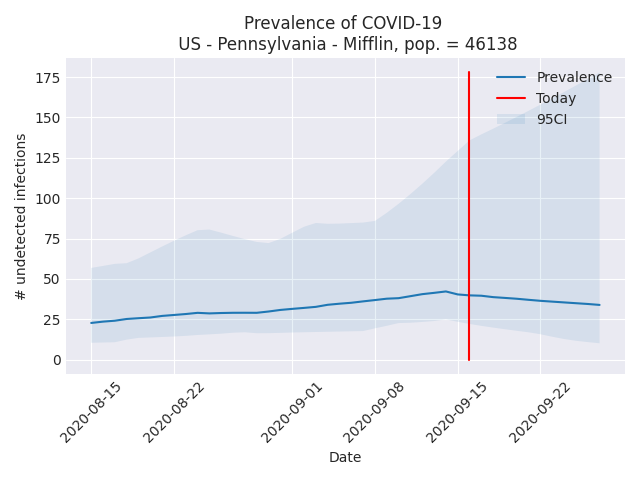 Prevalence of COVID-19
US - Pennsylvania - Mifflin, pop. = 46138
# undetected infections
175
150
125
100
75
50
25
0
Prevalence
Today
95CI
2020-08-15
2020-08-22
2020-09-01
2020-09-08
2020-09-15
2020-09-22
Date